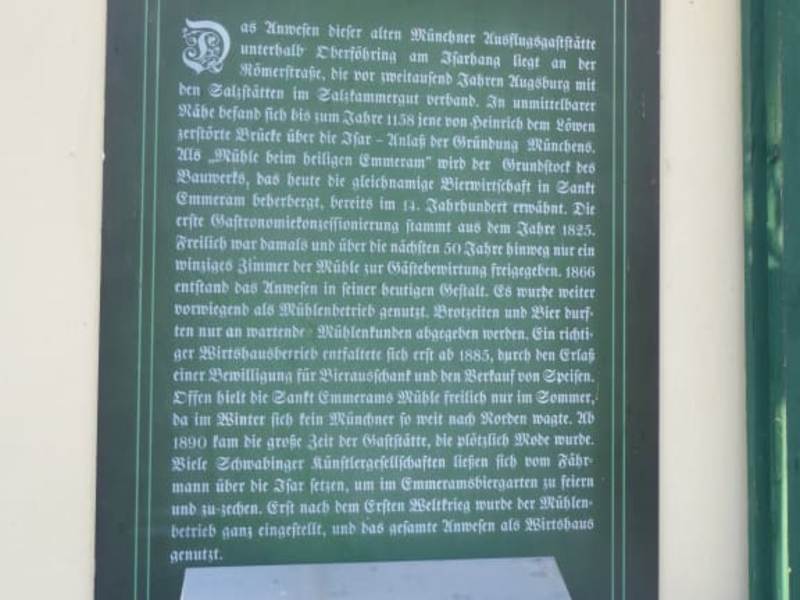 Das Anwesen dieser alten Münchner Ausflugsgaststätte
unterhalb Oberföhring am Isarhang liegt an der
Römerstraße, die vor zweitausend Jahren Augsburg mit
den Salzstätten im Salzkammergut verband. In unmittelbarer
Nähe befand sich bis zum Jahre 1158 jene von Heinrich dem Löwen
zerstörte Brücke über die Isar – Anlaß der Gründung Münchens.
Als „Mühle beim heiligen Emmeram" wird der Grundstock des
Bauwerks, das heute die gleichnamige Bierwirtschaft in Sankt
Emmeram beherbergt, bereits im 14. Jahrhundert erwähnt. Die
erste Gastronomiekonzessionierung stammt aus dem Jahre 1825.
Freilich war damals und über die nächsten 50 Jahre hinweg nur ein
winziges Zimmer der Mühle zur Gästebewirtung freigegeben. 1866
entstand das Anwesen in seiner heutigen Gestalt. Es wurde weiter
vorwiegend als Mühlenbetrieb genutzt. Brotzeiten und Bier durf-
ten nur an wartende Mühlenkunden abgegeben werden. Ein richti-
ger Wirtshausbetrieb entfaltete sich erst ab 1885, durch den Erlaß
einer Bewilligung für Bierausschank und den Verkauf von Speisen.
Offen hielt die Sankt Emmerams Mühle freilich nur im Sommer,
da im Winter sich kein Münchner so weit nach Norden wagte. Ab
1890 kam die große Zeit der Gaststätte, die plötzlich Mode wurde.
Viele Schwabinger Künstlergesellschaften ließen sich vom Fähr-
mann über die Isar setzen, um im Emmeramsbiergarten zu feiern
und zu zechen. Erst nach dem Ersten Weltkrieg wurde der Mühlen-
betrieb ganz eingestellt, und das gesamte Anwesen als Wirtshaus
genutzt.